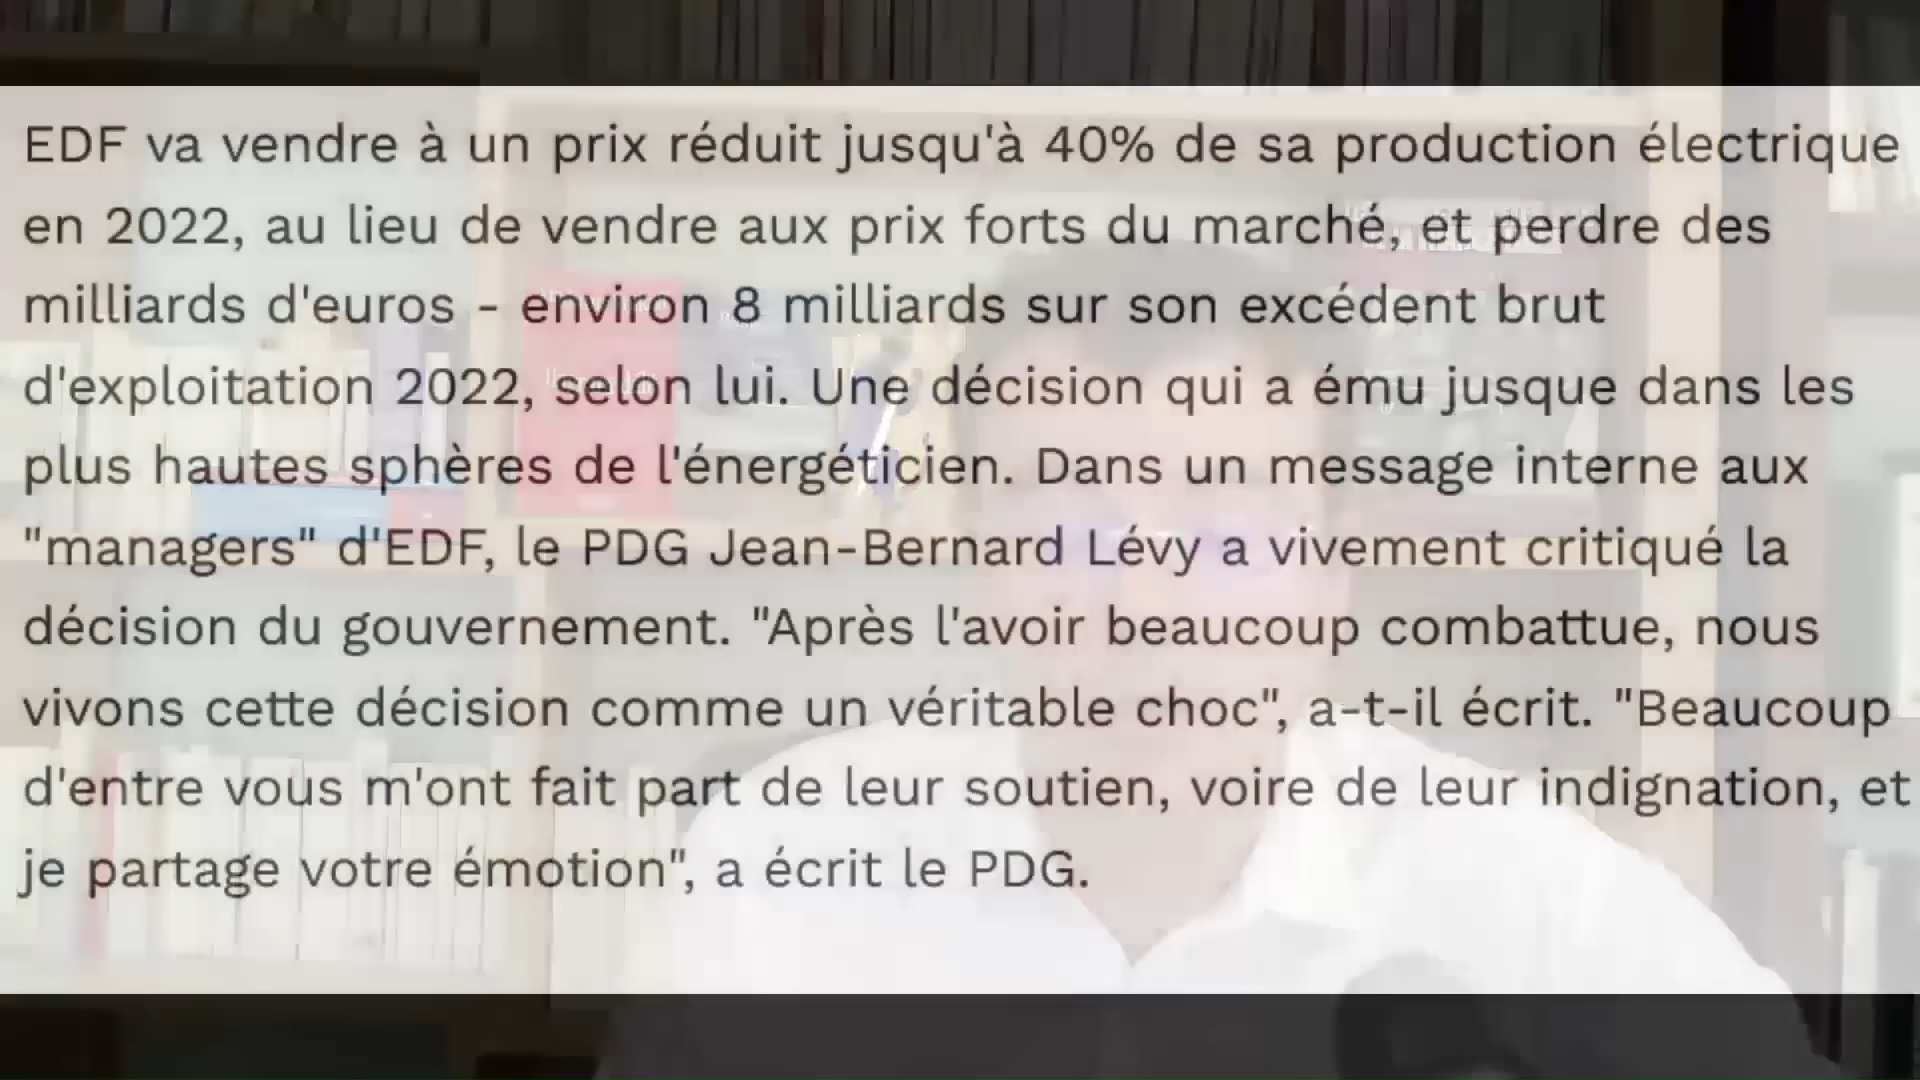 EDF va vendre à un prix réduit jusqu'à 40% de sa production électrique
en 2022, au lieu de vendre aux prix forts du marché, et perdre des
milliards d'euros - environ 8 milliards sur son excédent brut
d'exploitation 2022, selon lui. Une décision qui a ému jusque dans les
plus hautes sphères de l'énergéticien. Dans un message interne aux
"managers" d'EDF, le PDG Jean-Bernard Lévy a vivement critiqué la
décision du gouvernement. "Après l'avoir beaucoup combattue, nous
vivons cette décision comme un véritable choc", a-t-il écrit. "Beaucoup
d'entre vous m'ont fait part de leur soutien, voire de leur indignation, et
je partage votre émotion", a écrit le PDG.